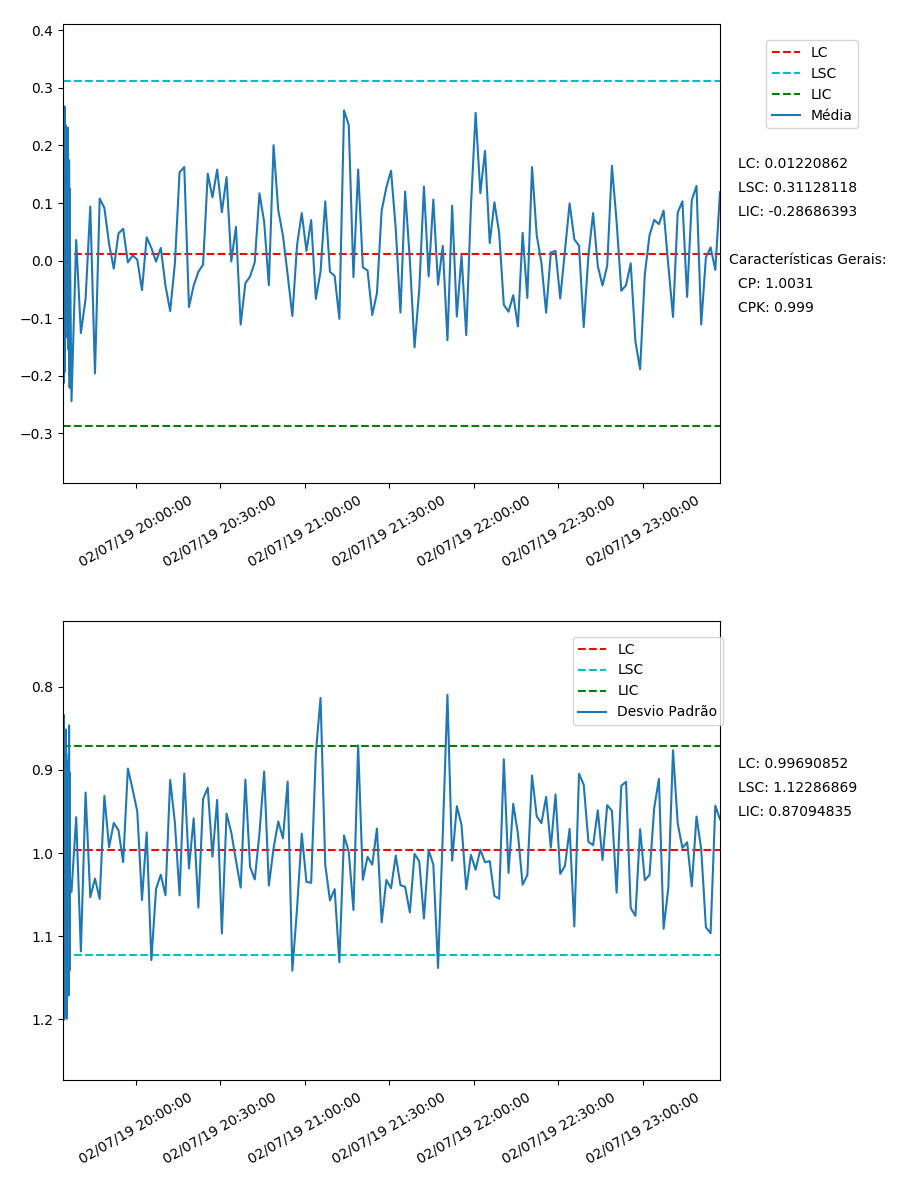 0.4
0.3
0.2
0.1
0.0
−0.1
−0.2
−0.3
02/07/19 20:00:00
02/07/19 20:30:00
02/07/19 21:00:00
02/07/19 21:30:00
02/07/19 22:00:00
02/07/19 22:30:00
02/07/19 23:00:00
LC
LSC
LIC
Média
LC: 0.01220862
LSC: 0.31128118
LIC: -0.28686393
Características Gerais:
CP: 1.0031
CPK: 0.999
0.8
0.9
1.0
1.1
1.2
02/07/19 20:00:00
02/07/19 20:30:00
02/07/19 21:00:00
02/07/19 21:30:00
02/07/19 22:00:00
02/07/19 22:30:00
02/07/19 23:00:00
LC
LSC
LIC
Desvio Padrão
LC: 0.99690852
LSC: 1.12286869
LIC: 0.87094835